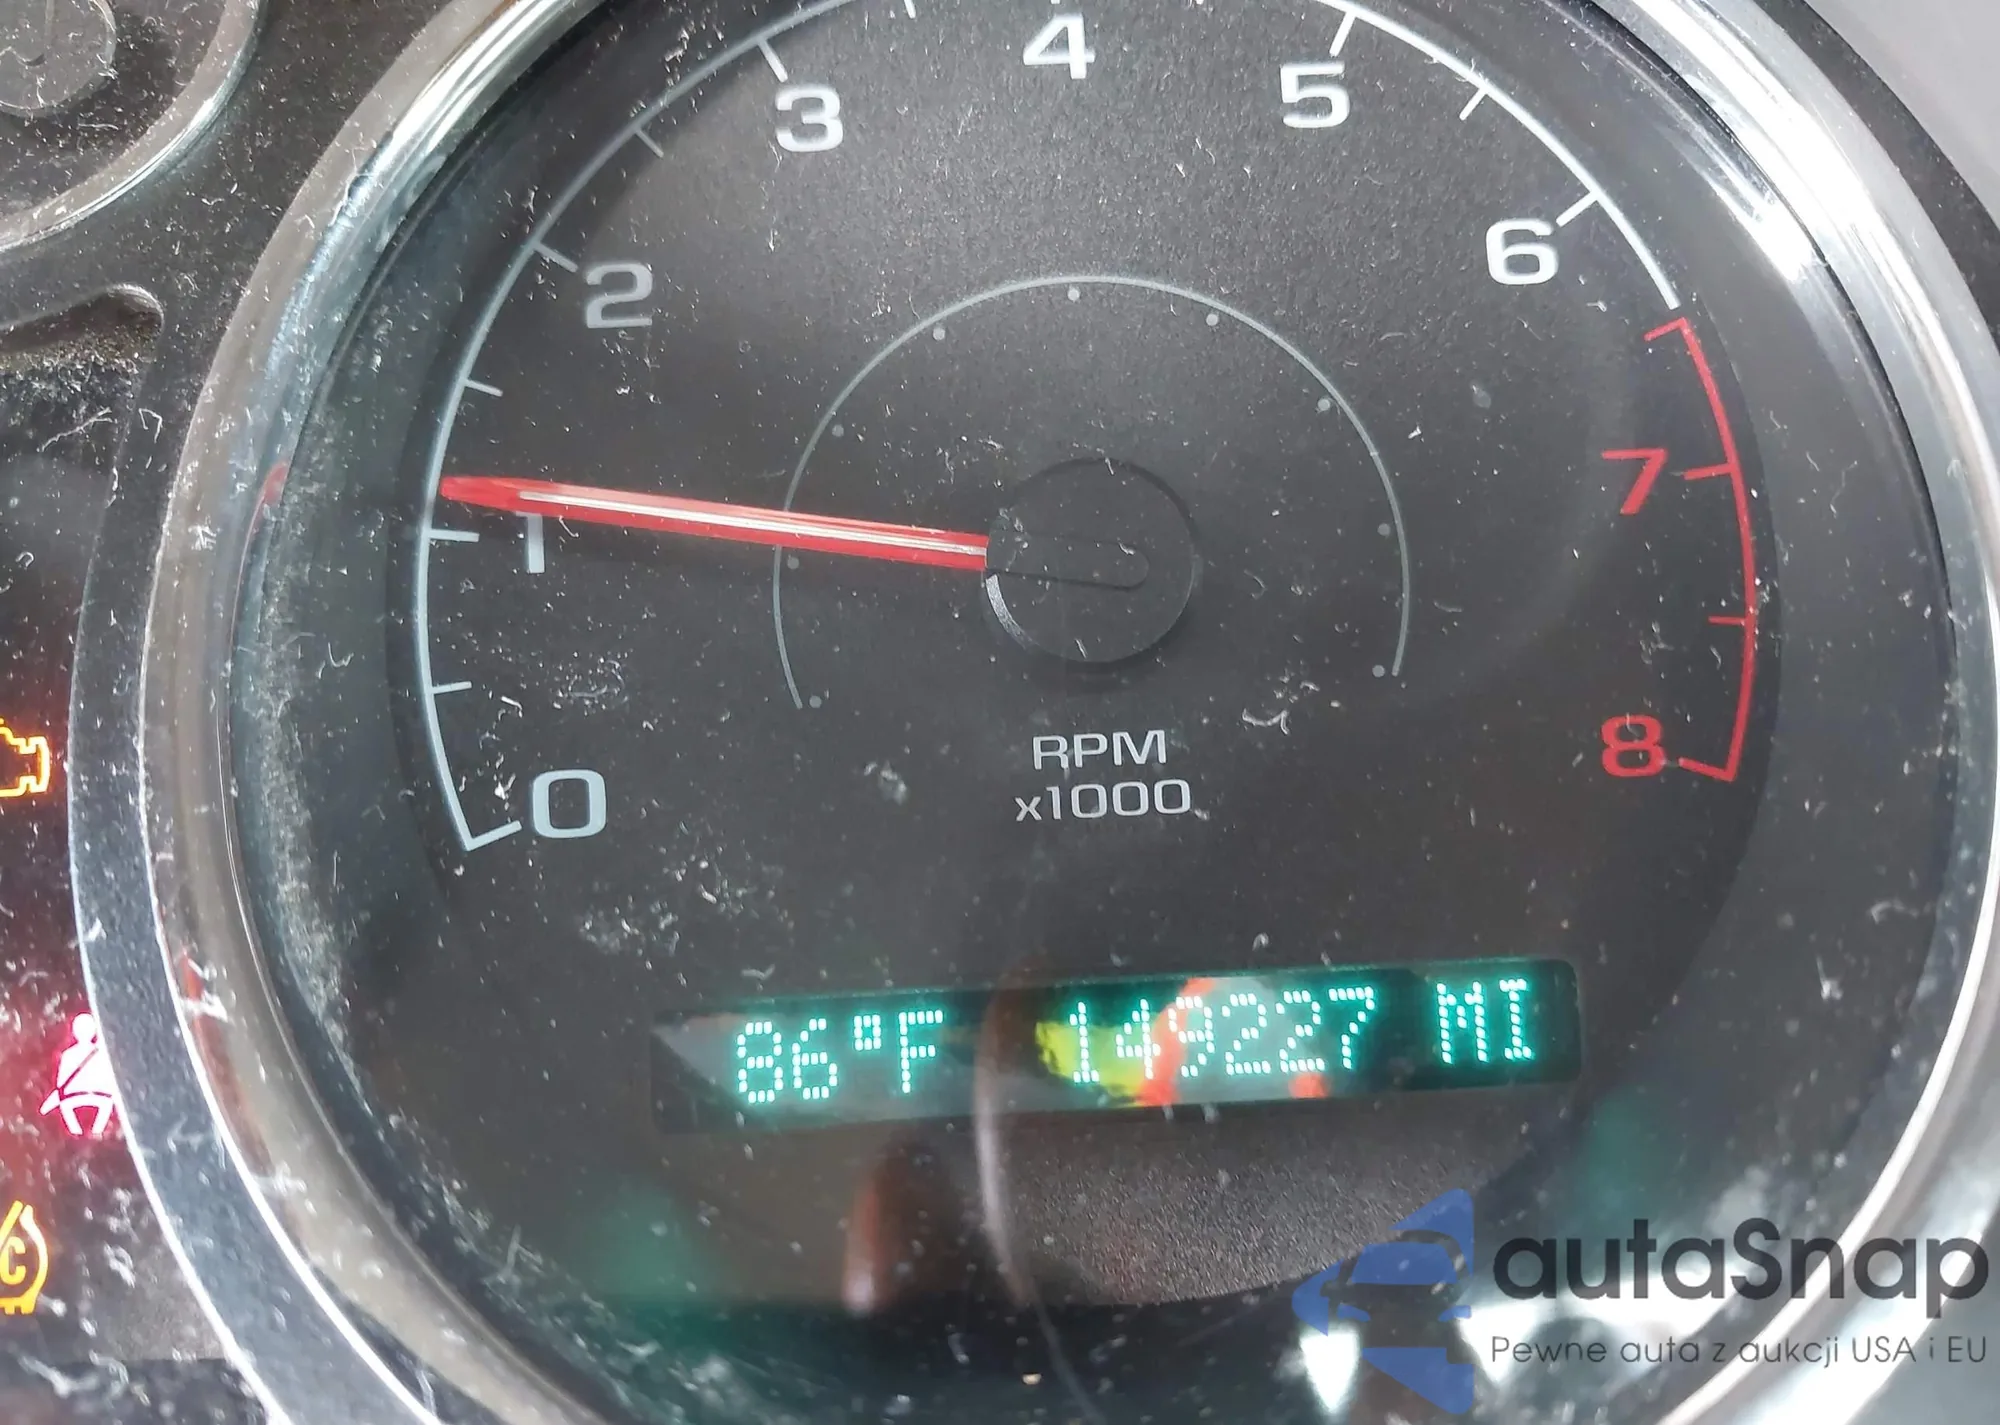 4
3
5
2
6
1
7
0
8
RPM
x1000
86°F 149227 MI
C
autaSnap
Pewne auta z aukcji USA i EU